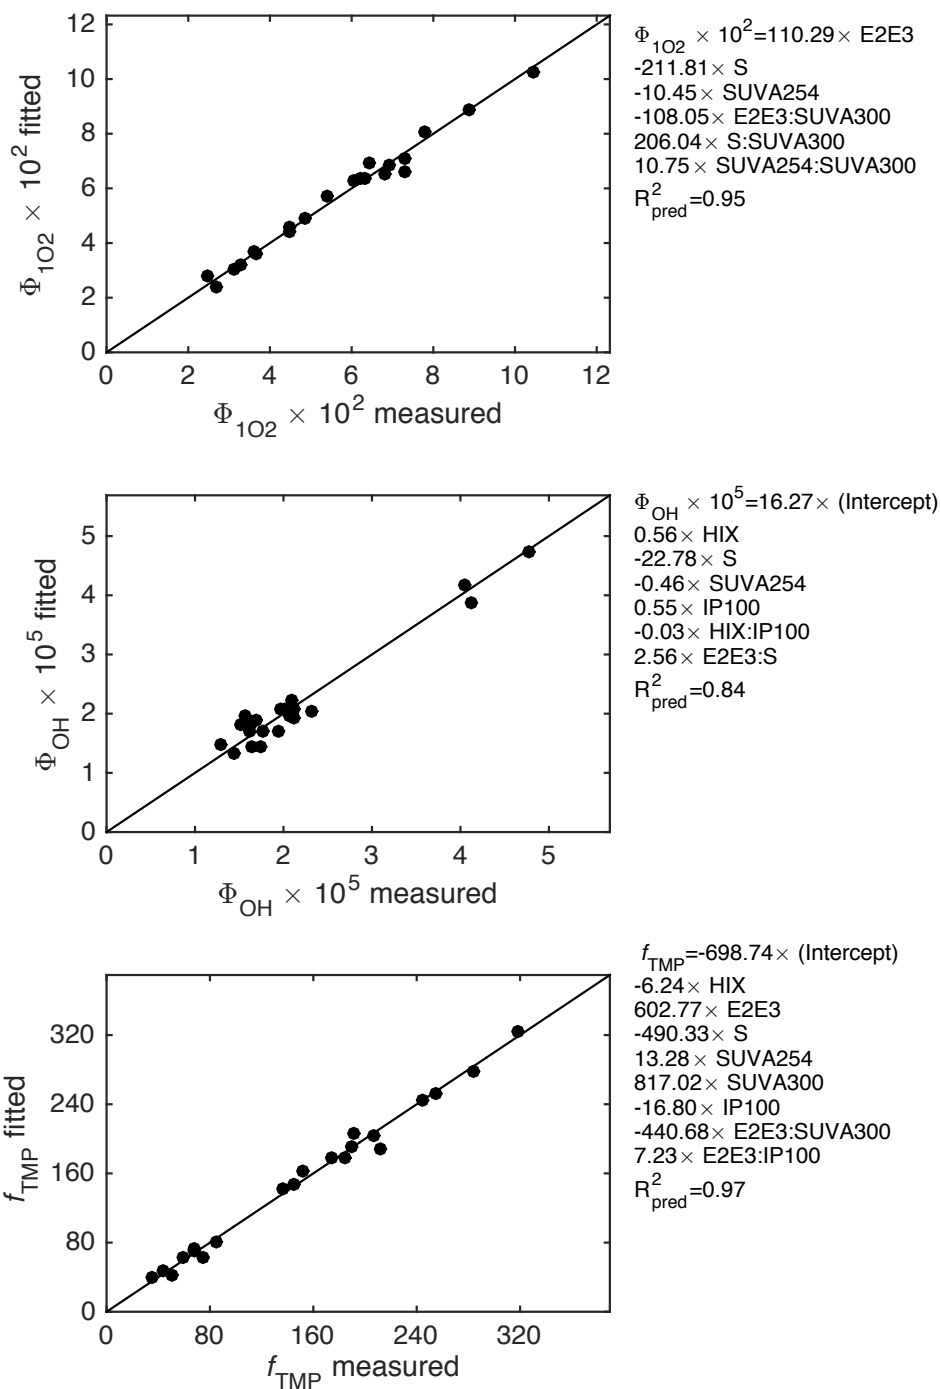 12
10
8
6
4
2
0
0 2 4 6 8 10 12
Φ1O2 × 10² fitted
Φ1O2 × 10² measured
Φ1O2 × 10²=110.29× E2E3
-211.81× S
-10.45× SUVA254
-108.05× E2E3:SUVA300
206.04× S:SUVA300
10.75× SUVA254:SUVA300
R²pred=0.95
5
4
3
2
1
0
0 1 2 3 4 5
ΦOH × 10⁵ fitted
ΦOH × 10⁵ measured
ΦOH × 10⁵=16.27× (Intercept)
0.56× HIX
-22.78× S
-0.46× SUVA254
0.55× IP100
-0.03× HIX:IP100
2.56× E2E3:S
R²pred=0.84
320
240
160
80
0
0 80 160 240 320
fTMP fitted
fTMP measured
fTMP=-698.74× (Intercept)
-6.24× HIX
602.77× E2E3
-490.33× S
13.28× SUVA254
817.02× SUVA300
-16.80× IP100
-440.68× E2E3:SUVA300
7.23× E2E3:IP100
R²pred=0.97